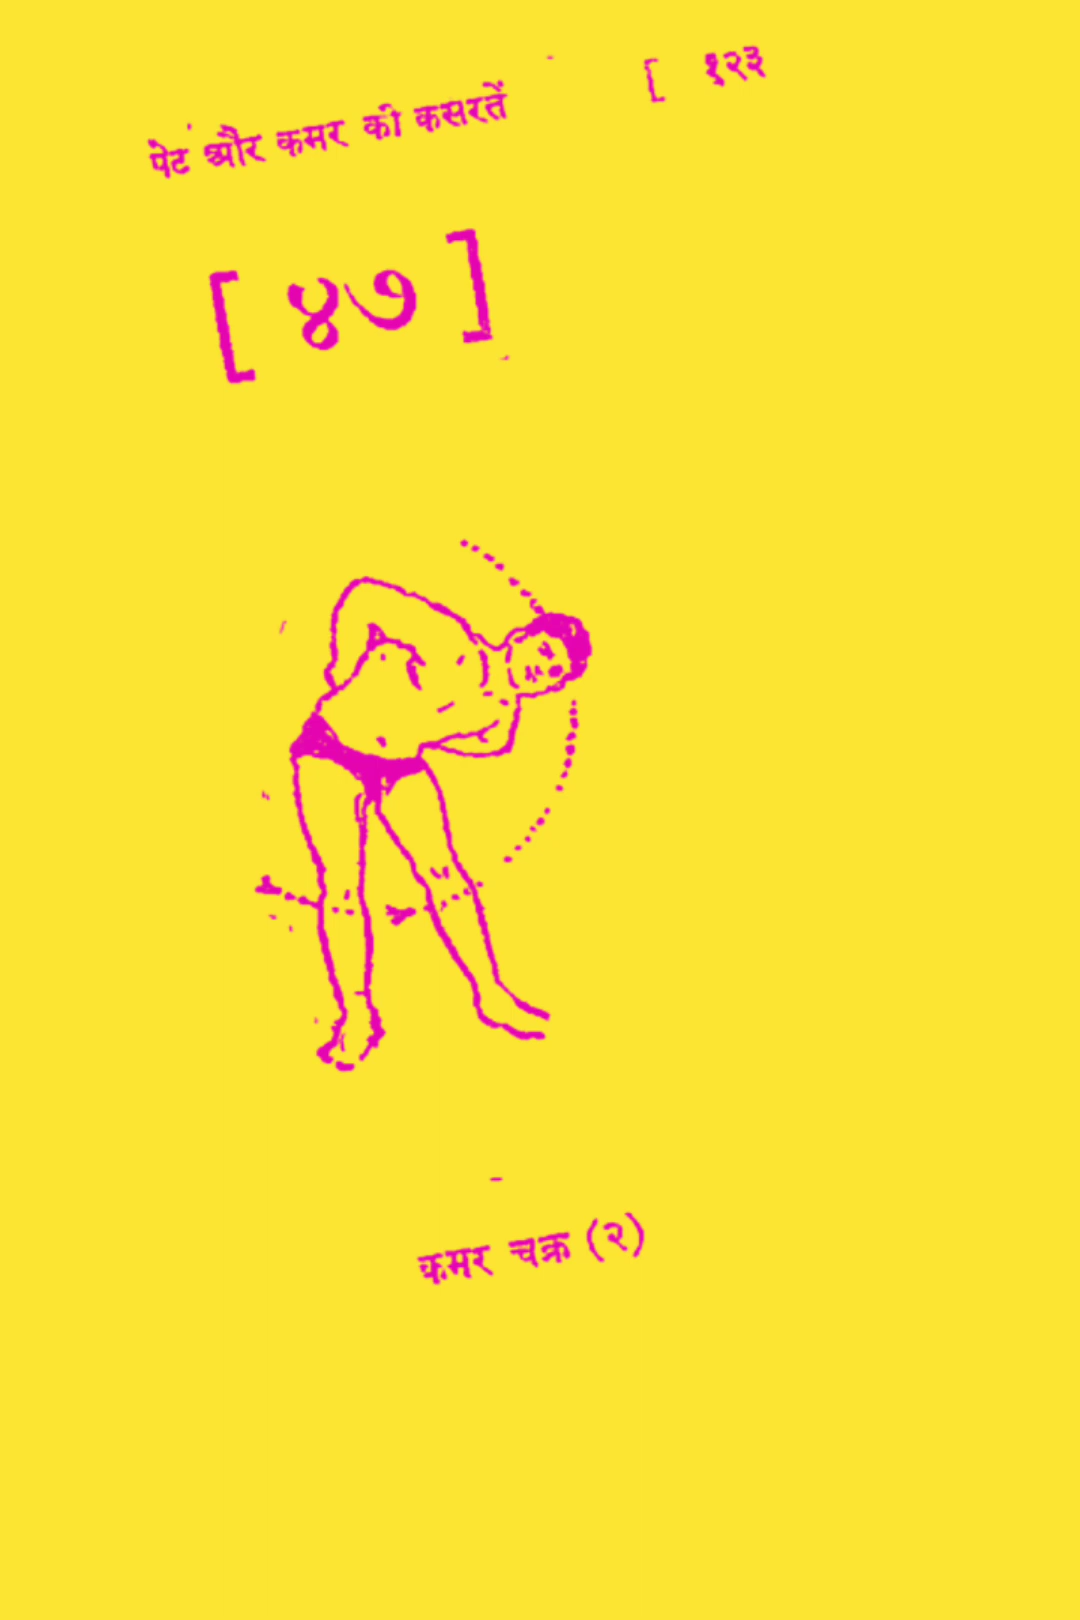 पेट और कमर की कसरतें [ १२३
[ ४७ ]
कमर चक्र (२)